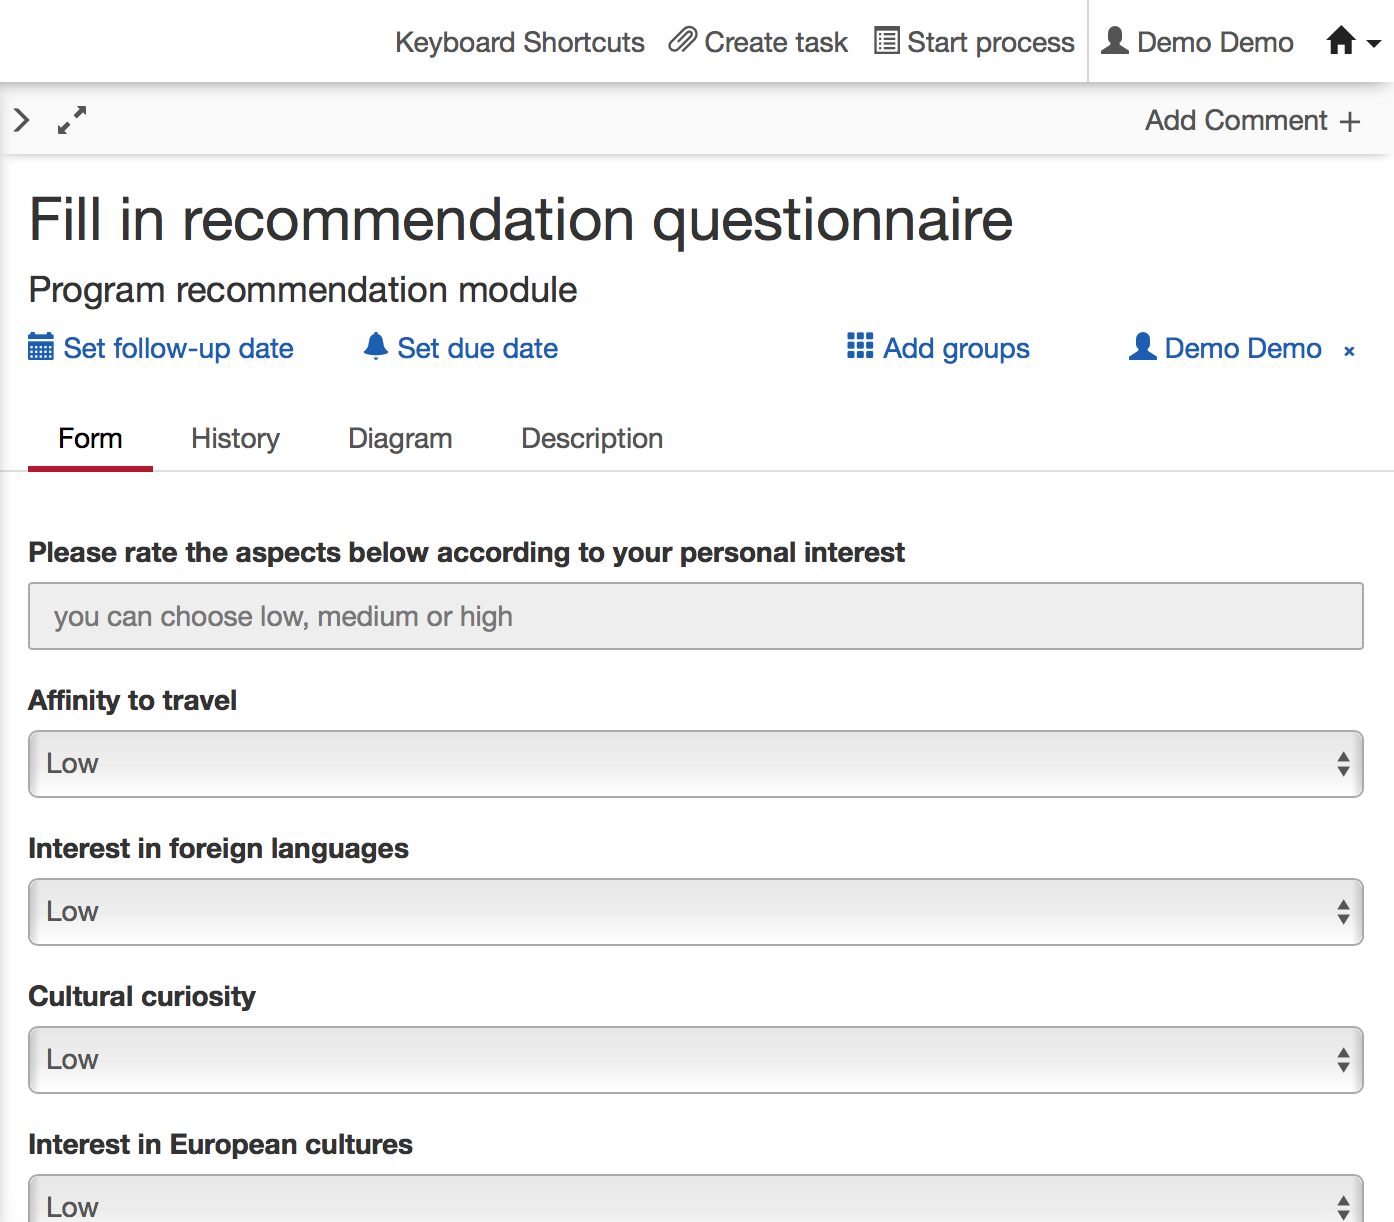 Keyboard Shortcuts Create task Start process Demo Demo
Add Comment +
Fill in recommendation questionnaire
Program recommendation module
Set follow-up date Set due date Add groups Demo Demo ×
Form History Diagram Description
Please rate the aspects below according to your personal interest
you can choose low, medium or high
Affinity to travel
Low
Interest in foreign languages
Low
Cultural curiosity
Low
Interest in European cultures
Low